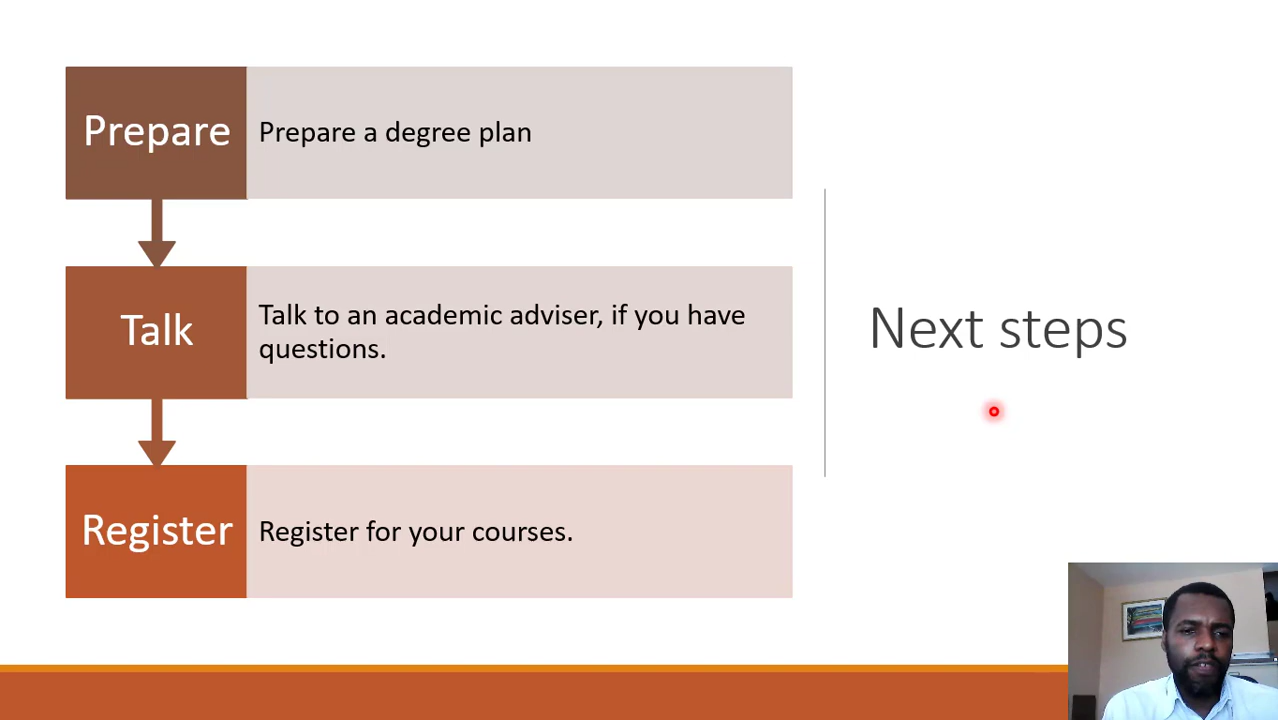 Prepare
Prepare a degree plan
Talk
Talk to an academic adviser, if you have
questions.
Register
Register for your courses.
Next steps